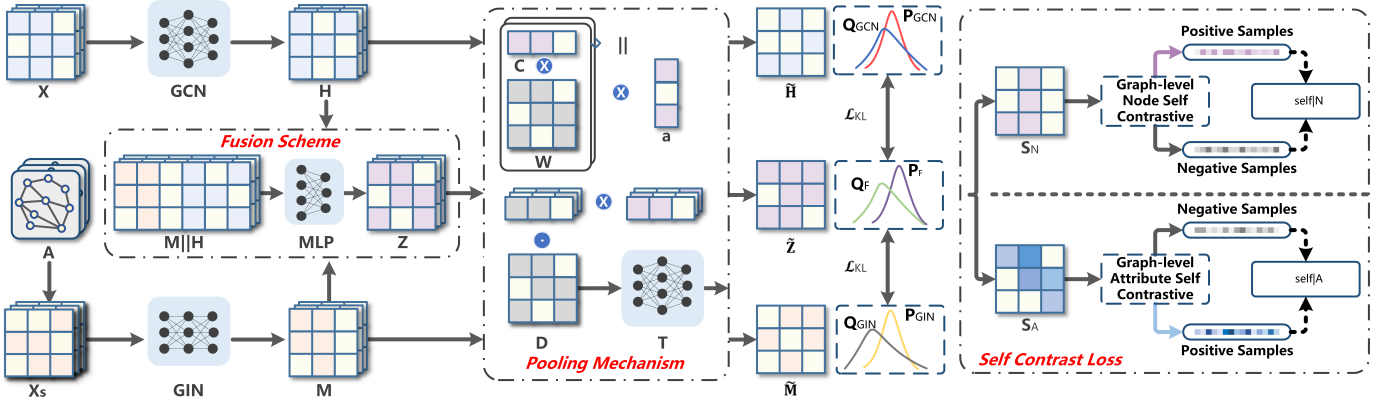 X
GCN
H
Fusion Scheme
A
M||H
MLP
Z
Xs
GIN
M
C
||
W
a
D
T
Pooling Mechanism
H̃
QGCN
PGCN
ℒKL
Z̃
QF
PF
ℒKL
M̃
QGIN
PGIN
SN
Graph-level
Node Self
Contrastive
Positive Samples
self|N
Negative Samples
Negative Samples
SA
Graph-level
Attribute Self
Contrastive
self|A
Positive Samples
Self Contrast Loss